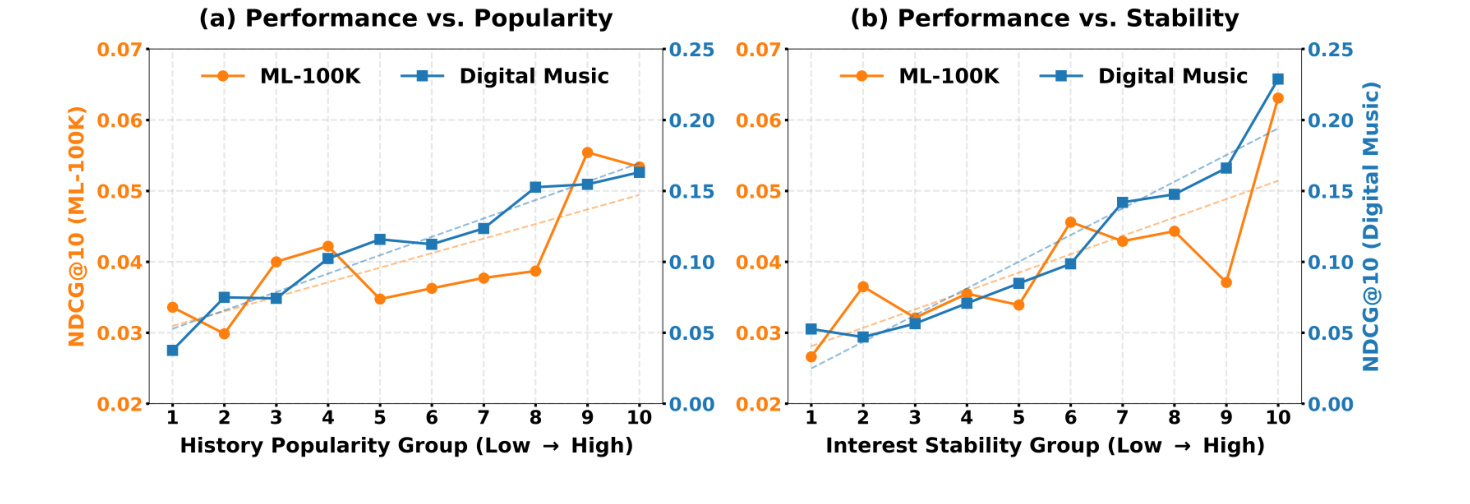 (a) Performance vs. Popularity
ML-100K
Digital Music
NDCG@10 (ML-100K)
0.07
0.06
0.05
0.04
0.03
0.02
0.25
0.20
0.15
0.10
0.05
0.00
1 2 3 4 5 6 7 8 9 10
History Popularity Group (Low → High)
(b) Performance vs. Stability
ML-100K
Digital Music
0.07
0.06
0.05
0.04
0.03
0.02
0.25
0.20
0.15
0.10
0.05
0.00
NDCG@10 (Digital Music)
1 2 3 4 5 6 7 8 9 10
Interest Stability Group (Low → High)